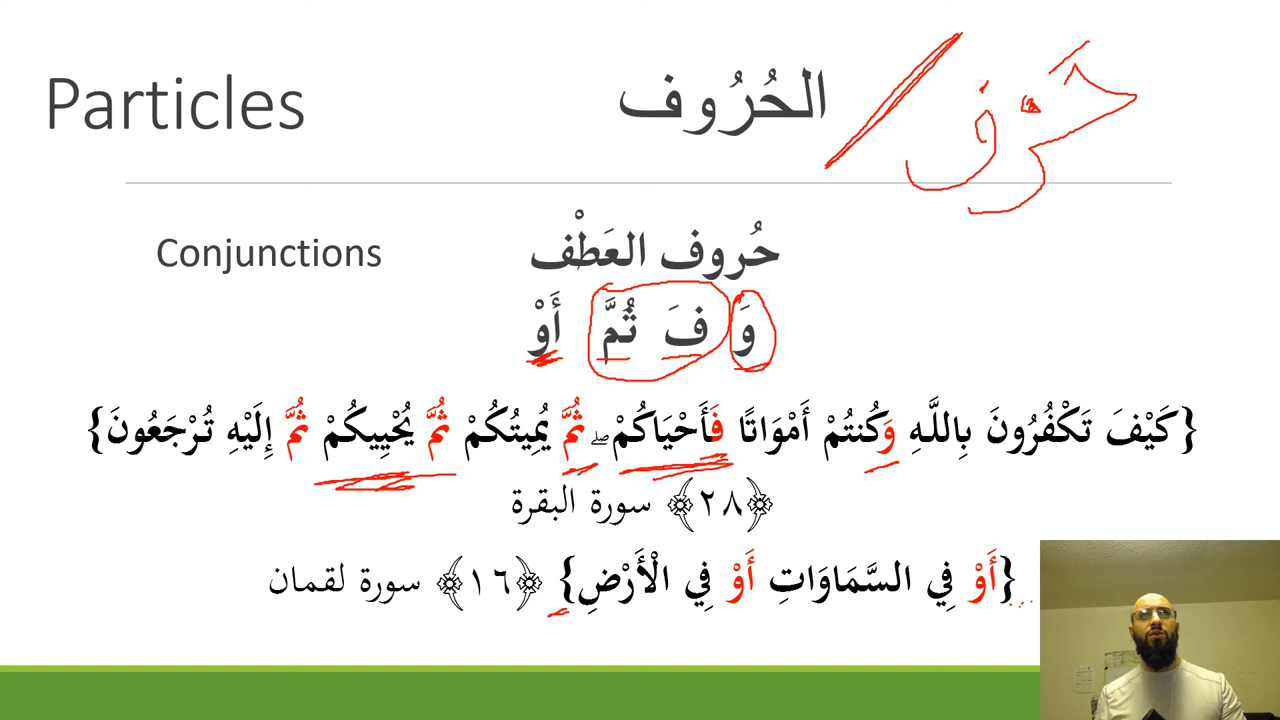 Particles الحُرُوف / حَرْف
Conjunctions حُروف العَطْف
وَ فَ ثُمَّ أَوْ
{كَيْفَ تَكْفُرُونَ بِاللَّـهِ وَكُنتُمْ أَمْوَاتًا فَأَحْيَاكُمْ ۖ ثُمَّ يُمِيتُكُمْ ثُمَّ يُحْيِيكُمْ ثُمَّ إِلَيْهِ تُرْجَعُونَ}
﴿٢٨﴾ سورة البقرة
{أَوْ فِي السَّمَاوَاتِ أَوْ فِي الْأَرْضِ} ﴿١٦﴾ سورة لقمان